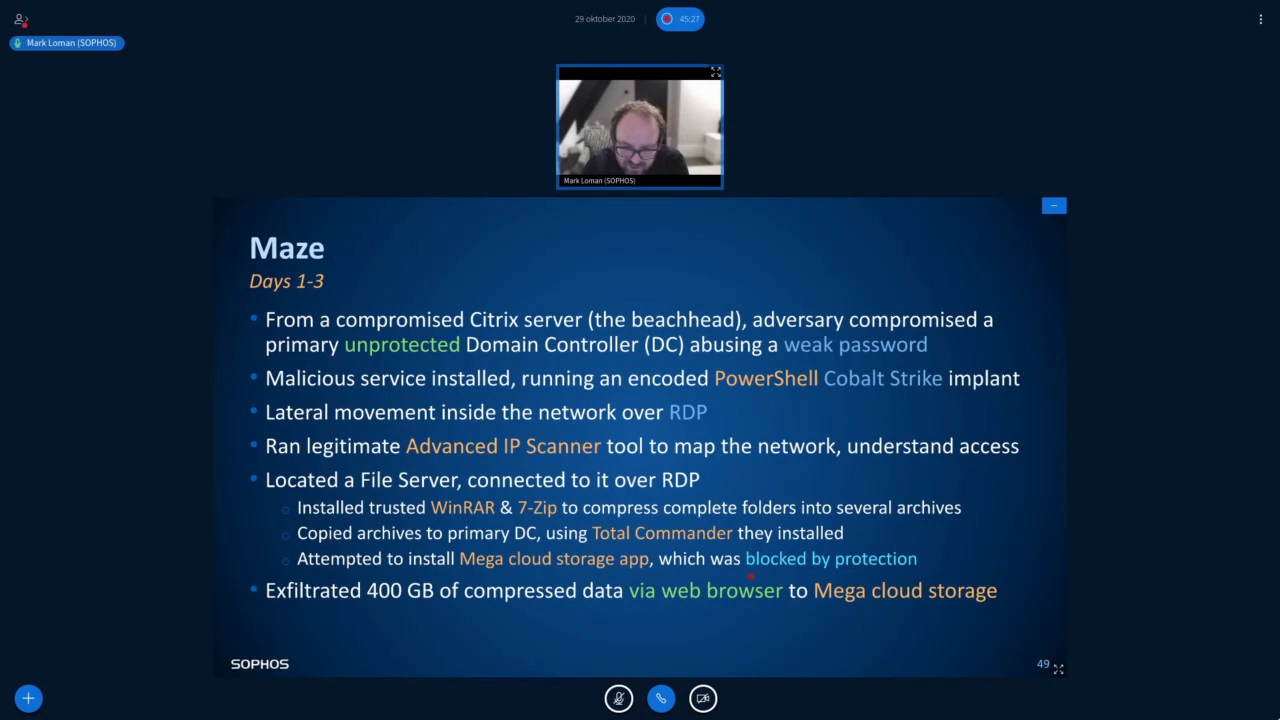 29 oktober 2020
45:27
Mark Loman (SOPHOS)
Mark Loman (SOPHOS)
Maze
Days 1-3
From a compromised Citrix server (the beachhead), adversary compromised a
primary unprotected Domain Controller (DC) abusing a weak password
Malicious service installed, running an encoded PowerShell Cobalt Strike implant
Lateral movement inside the network over RDP
Ran legitimate Advanced IP Scanner tool to map the network, understand access
Located a File Server, connected to it over RDP
Installed trusted WinRAR & 7-Zip to compress complete folders into several archives
Copied archives to primary DC, using Total Commander they installed
Attempted to install Mega cloud storage app, which was blocked by protection
Exfiltrated 400 GB of compressed data via web browser to Mega cloud storage
SOPHOS
49